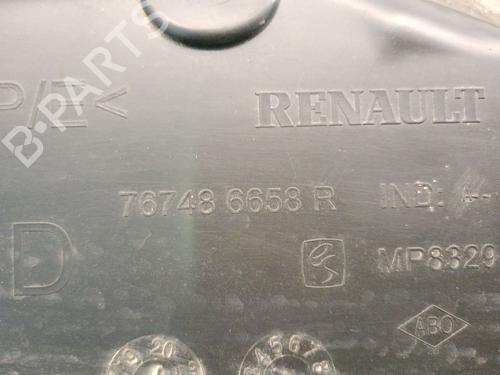 B-PARTS
P/E<
RENAULT
76748 6658 R
IND:
D
MP8329
ABO